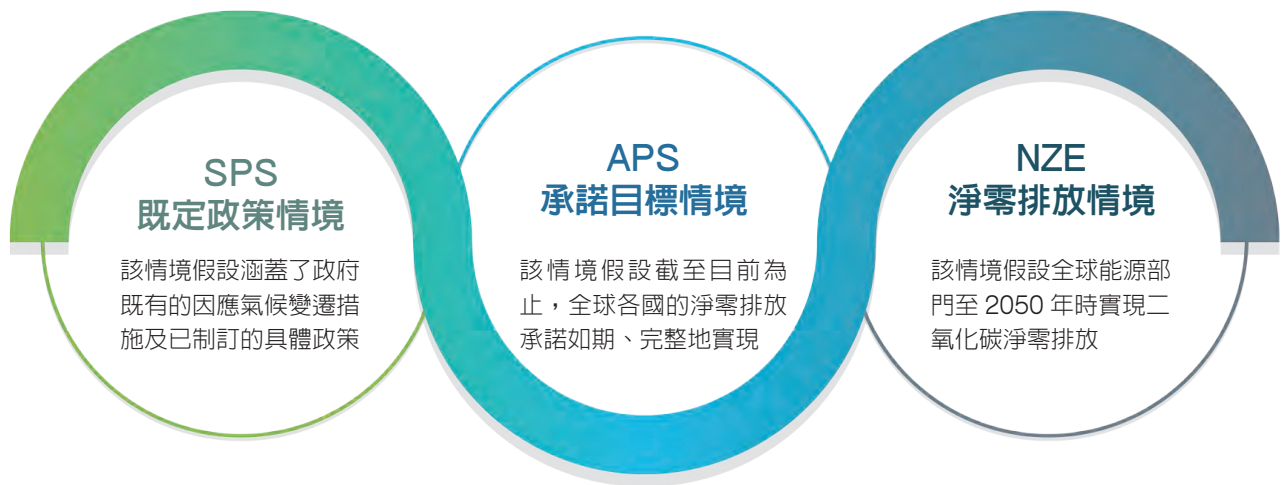 SPS
既定政策情境
該情境假設涵蓋了政府
既有的因應氣候變遷措
施及已制訂的具體政策
APS
承諾目標情境
該情境假設截至目前為
止，全球各國的淨零排放
承諾如期、完整地實現
NZE
淨零排放情境
該情境假設全球能源部
門至 2050 年時實現二
氧化碳淨零排放